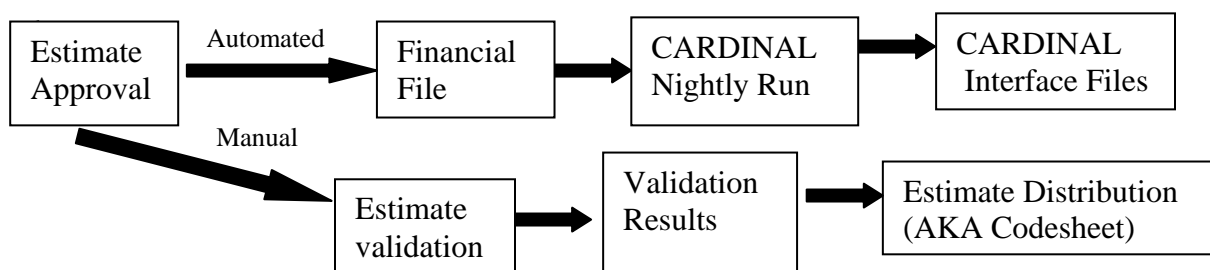 Estimate
Approval
Automated
Financial
File
CARDINAL
Nightly Run
CARDINAL
Interface Files
Manual
Estimate
validation
Validation
Results
Estimate Distribution
(AKA Codesheet)